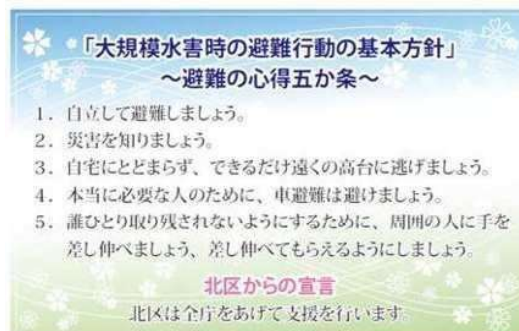 「大規模水害時の避難行動の基本方針」
～避難の心得五か条～
1．自立して避難しましょう。
2．災害を知りましょう。
3．自宅にとどまらず、できるだけ遠くの高台に逃げましょう。
4．本当に必要な人のために、車避難は避けましょう。
5．誰ひとり取り残されないようにするために、周囲の人に手を
差し伸べましょう、差し伸べてもらえるようにしましょう。
北区からの宣言
北区は全庁をあげて支援を行います。